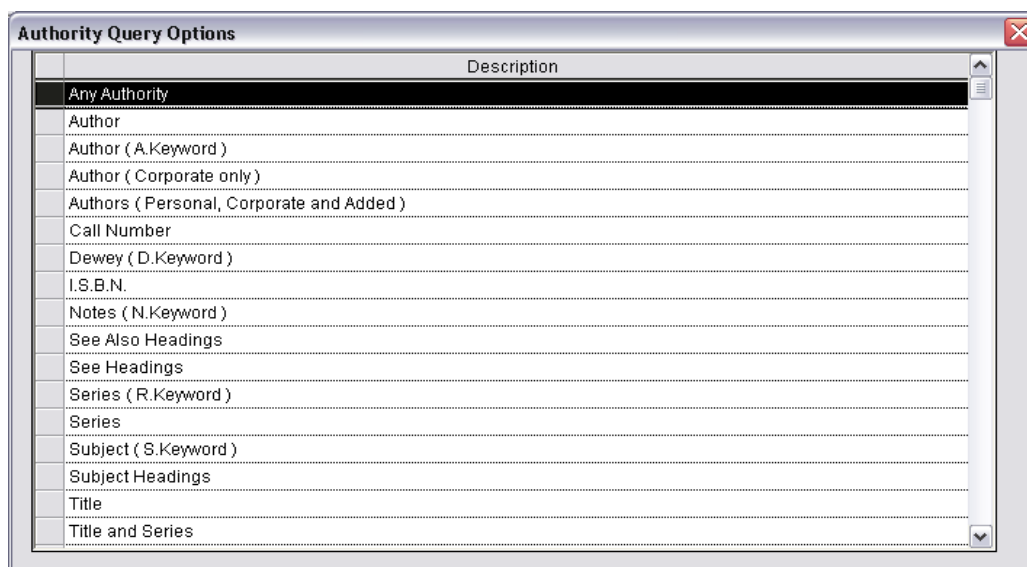 Authority Query Options
Description
Any Authority
Author
Author ( A.Keyword )
Author ( Corporate only )
Authors ( Personal, Corporate and Added )
Call Number
Dewey ( D.Keyword )
I.S.B.N.
Notes ( N.Keyword )
See Also Headings
See Headings
Series ( R.Keyword )
Series
Subject ( S.Keyword )
Subject Headings
Title
Title and Series